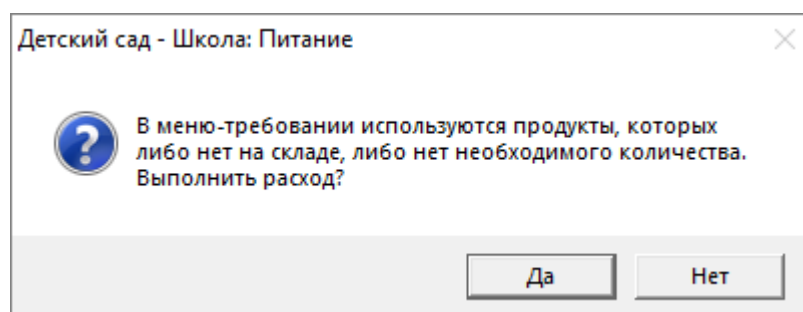 Детский сад - Школа: Питание
В меню-требовании используются продукты, которых
либо нет на складе, либо нет необходимого количества.
Выполнить расход?
Да
Нет